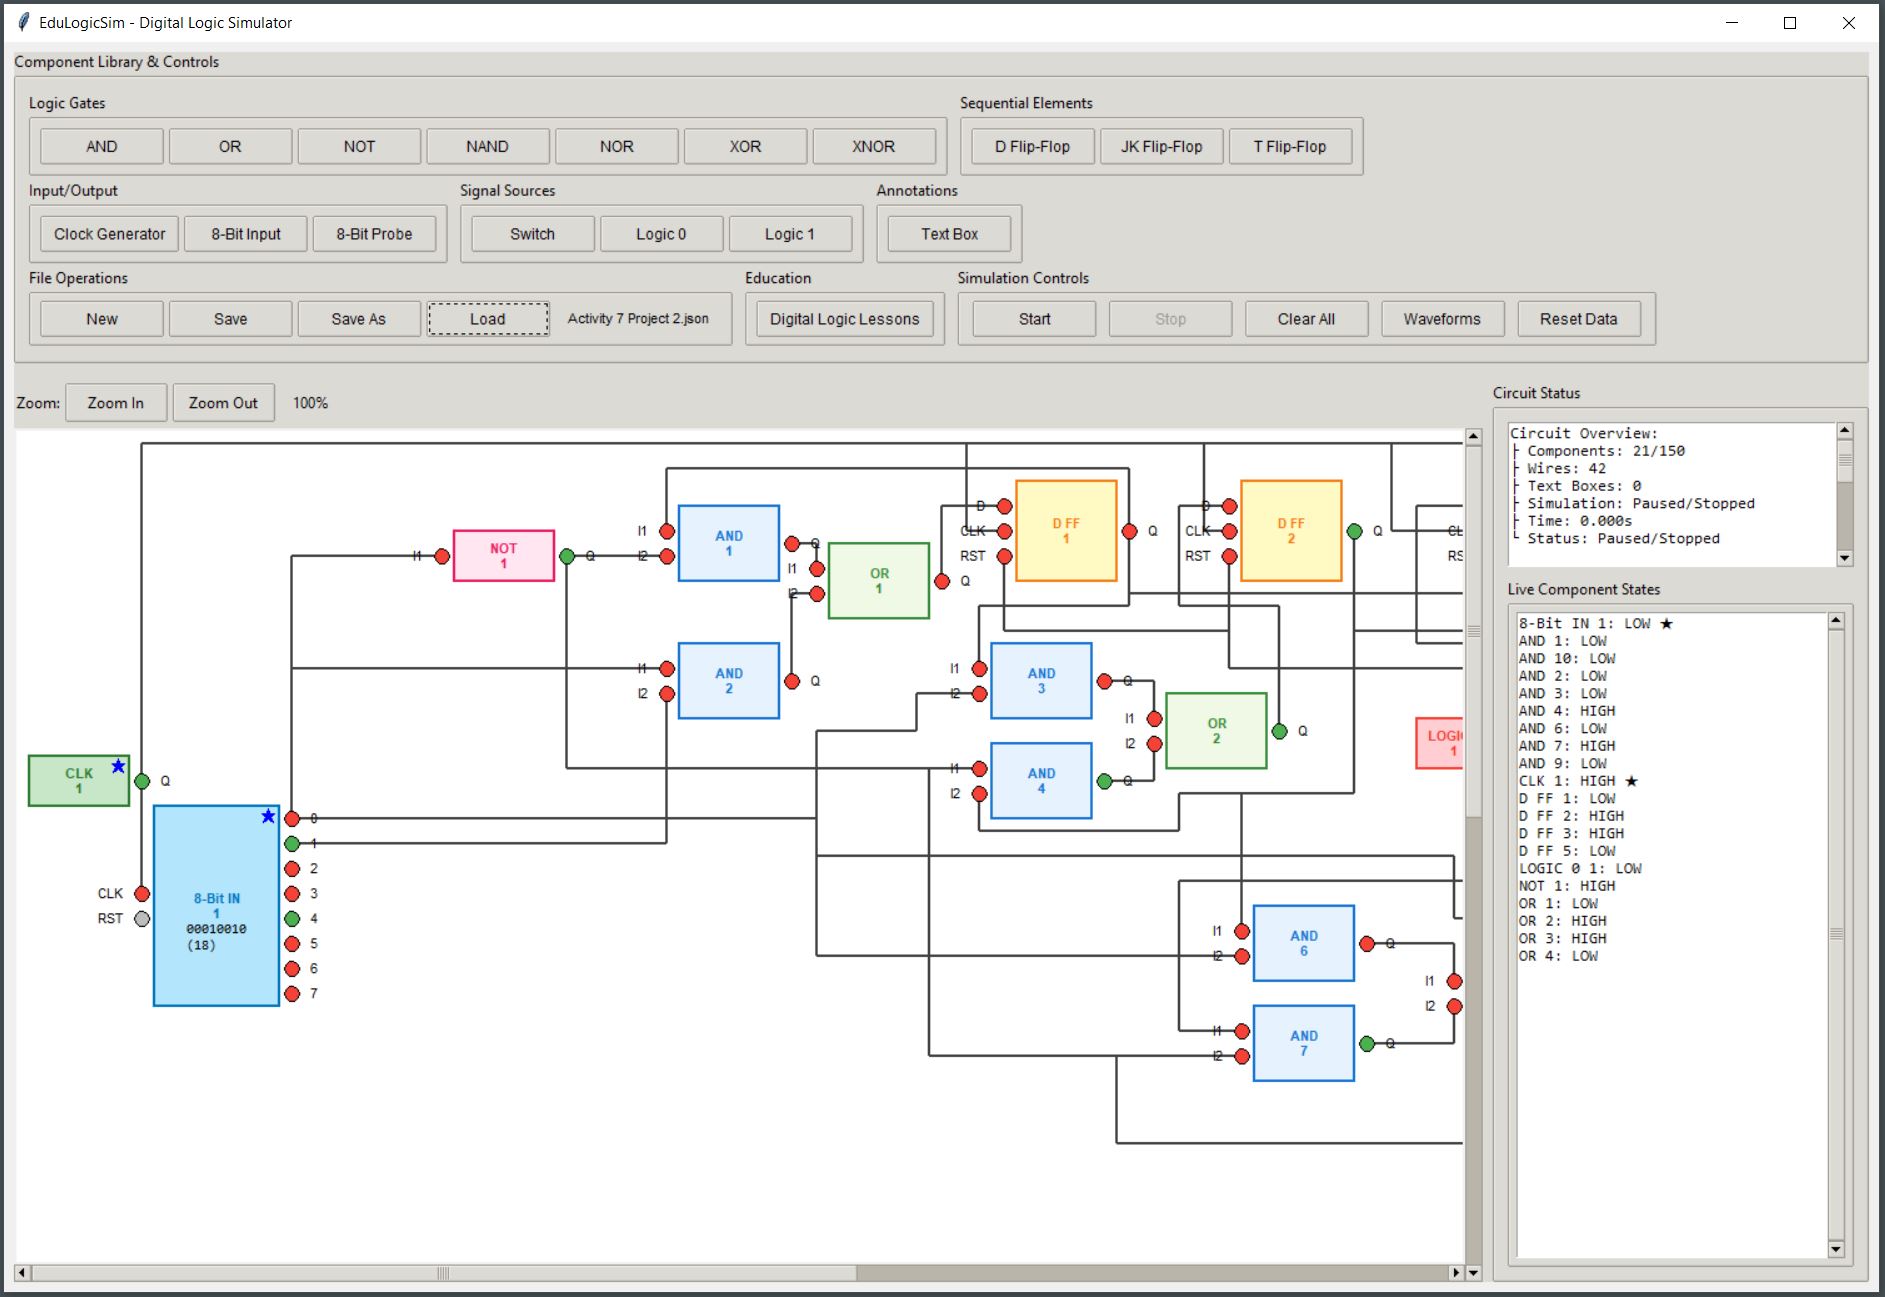 EduLogicSim - Digital Logic Simulator
Component Library & Controls
Logic Gates
AND OR NOT NAND NOR XOR XNOR
Sequential Elements
D Flip-Flop JK Flip-Flop T Flip-Flop
Input/Output
Clock Generator 8-Bit Input 8-Bit Probe
Signal Sources
Switch Logic 0 Logic 1
Annotations
Text Box
File Operations
New Save Save As Load Activity 7 Project 2.json
Education
Digital Logic Lessons
Simulation Controls
Start Stop Clear All Waveforms Reset Data
Zoom: Zoom In Zoom Out 100%
I1
NOT
1
Q
I1
I2
AND
1
Q
I1
I2
OR
1
Q
D
CLK
RST
D FF
1
Q
D
CLK
RST
D FF
2
Q
CL
RS
I1
I2
AND
2
Q
I1
I2
AND
3
Q
I1
I2
OR
2
Q
I1
I2
AND
4
Q
LOGI
1
CLK
1
Q
CLK
RST
8-Bit IN
1
00010010
(18)
0
1
2
3
4
5
6
7
I1
I2
AND
6
Q
I1
I2
I1
I2
AND
7
Q
Circuit Status
Circuit Overview:
├ Components: 21/150
├ Wires: 42
├ Text Boxes: 0
├ Simulation: Paused/Stopped
├ Time: 0.000s
└ Status: Paused/Stopped
Live Component States
8-Bit IN 1: LOW ★
AND 1: LOW
AND 10: LOW
AND 2: LOW
AND 3: LOW
AND 4: HIGH
AND 6: LOW
AND 7: HIGH
AND 9: LOW
CLK 1: HIGH ★
D FF 1: LOW
D FF 2: HIGH
D FF 3: HIGH
D FF 5: LOW
LOGIC 0 1: LOW
NOT 1: HIGH
OR 1: LOW
OR 2: HIGH
OR 3: HIGH
OR 4: LOW